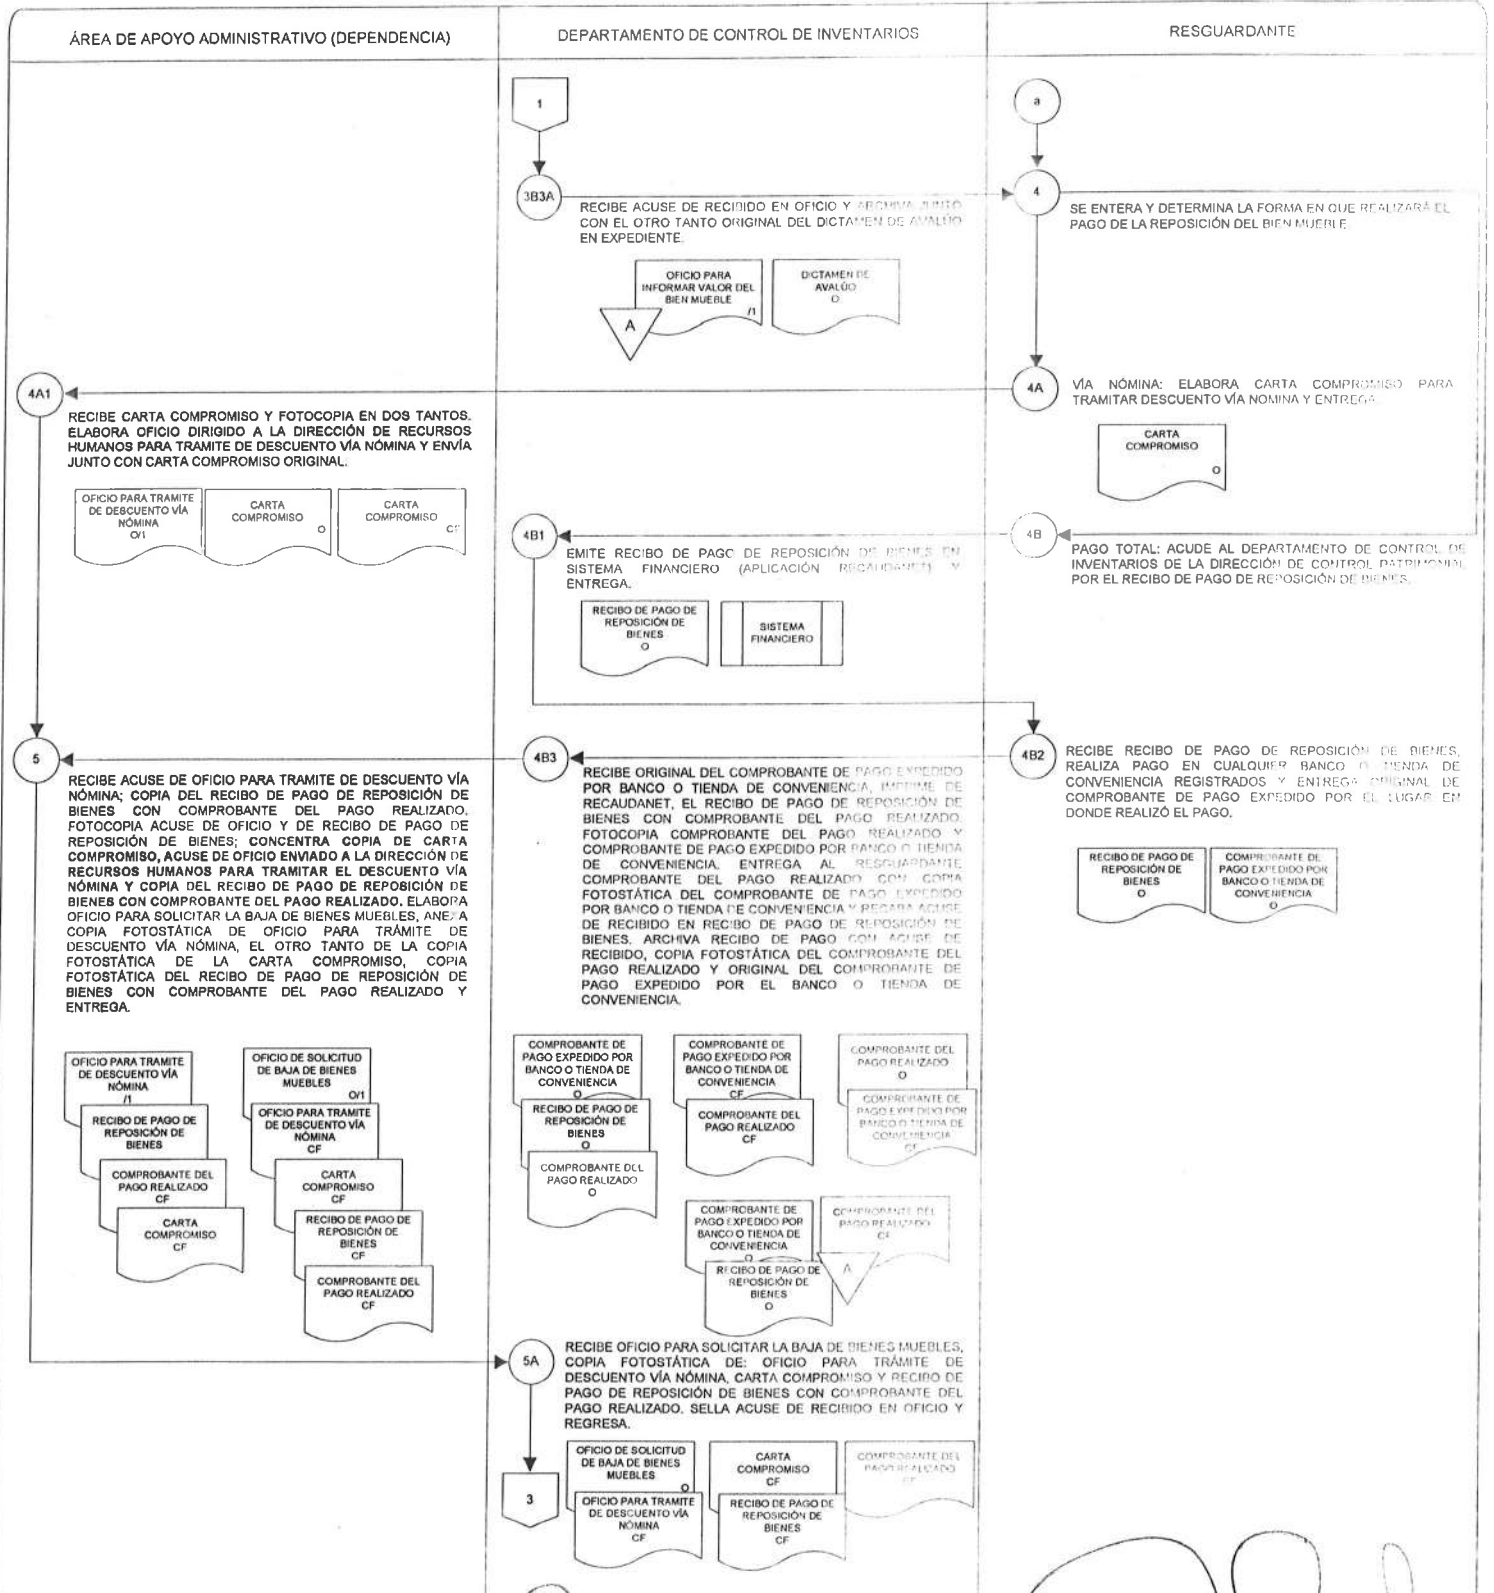 ÁREA DE APOYO ADMINISTRATIVO (DEPENDENCIA)
DEPARTAMENTO DE CONTROL DE INVENTARIOS
RESGUARDANTE
1
a
3B3A
RECIBE ACUSE DE RECIBIDO EN OFICIO Y ARCHIVA JUNTO
CON EL OTRO TANTO ORIGINAL DEL DICTAMEN DE AVALÚO
EN EXPEDIENTE.
OFICIO PARA
INFORMAR VALOR DEL
BIEN MUEBLE
/1
A
DICTAMEN DE
AVALÚO
O
4
SE ENTERA Y DETERMINA LA FORMA EN QUE REALIZARÁ EL
PAGO DE LA REPOSICIÓN DEL BIEN MUEBLE.
4A
VÍA NÓMINA: ELABORA CARTA COMPROMISO PARA
TRAMITAR DESCUENTO VÍA NOMINA Y ENTREGA.
CARTA
COMPROMISO
O
4A1
RECIBE CARTA COMPROMISO Y FOTOCOPIA EN DOS TANTOS.
ELABORA OFICIO DIRIGIDO A LA DIRECCIÓN DE RECURSOS
HUMANOS PARA TRAMITE DE DESCUENTO VÍA NÓMINA Y ENVÍA
JUNTO CON CARTA COMPROMISO ORIGINAL.
OFICIO PARA TRAMITE
DE DESCUENTO VÍA
NÓMINA
O/1
CARTA
COMPROMISO
O
CARTA
COMPROMISO
CF
4B
PAGO TOTAL: ACUDE AL DEPARTAMENTO DE CONTROL DE
INVENTARIOS DE LA DIRECCIÓN DE CONTROL PATRIMONIAL
POR EL RECIBO DE PAGO DE REPOSICIÓN DE BIENES.
4B1
EMITE RECIBO DE PAGO DE REPOSICIÓN DE BIENES EN
SISTEMA FINANCIERO (APLICACIÓN RECAUDANET) Y
ENTREGA.
RECIBO DE PAGO DE
REPOSICIÓN DE
BIENES
O
SISTEMA
FINANCIERO
4B2
RECIBE RECIBO DE PAGO DE REPOSICIÓN DE BIENES,
REALIZA PAGO EN CUALQUIER BANCO O TIENDA DE
CONVENIENCIA REGISTRADOS Y ENTREGA ORIGINAL DE
COMPROBANTE DE PAGO EXPEDIDO POR EL LUGAR EN
DONDE REALIZÓ EL PAGO.
RECIBO DE PAGO DE
REPOSICIÓN DE
BIENES
O
COMPROBANTE DE
PAGO EXPEDIDO POR
BANCO O TIENDA DE
CONVENIENCIA
O
4B3
RECIBE ORIGINAL DEL COMPROBANTE DE PAGO EXPEDIDO
POR BANCO O TIENDA DE CONVENIENCIA, IMPRIME DE
RECAUDANET, EL RECIBO DE PAGO DE REPOSICIÓN DE
BIENES CON COMPROBANTE DEL PAGO REALIZADO.
FOTOCOPIA COMPROBANTE DEL PAGO REALIZADO Y
COMPROBANTE DE PAGO EXPEDIDO POR BANCO O TIENDA
DE CONVENIENCIA. ENTREGA AL RESGUARDANTE
COMPROBANTE DEL PAGO REALIZADO CON COPIA
FOTOSTÁTICA DEL COMPROBANTE DE PAGO EXPEDIDO
POR BANCO O TIENDA DE CONVENIENCIA Y RECABA ACUSE
DE RECIBIDO EN RECIBO DE PAGO DE REPOSICIÓN DE
BIENES. ARCHIVA RECIBO DE PAGO CON ACUSE DE
RECIBIDO, COPIA FOTOSTÁTICA DEL COMPROBANTE DEL
PAGO REALIZADO Y ORIGINAL DEL COMPROBANTE DE
PAGO EXPEDIDO POR EL BANCO O TIENDA DE
CONVENIENCIA.
5
RECIBE ACUSE DE OFICIO PARA TRAMITE DE DESCUENTO VÍA
NÓMINA; COPIA DEL RECIBO DE PAGO DE REPOSICIÓN DE
BIENES CON COMPROBANTE DEL PAGO REALIZADO.
FOTOCOPIA ACUSE DE OFICIO Y DE RECIBO DE PAGO DE
REPOSICIÓN DE BIENES; CONCENTRA COPIA DE CARTA
COMPROMISO, ACUSE DE OFICIO ENVIADO A LA DIRECCIÓN DE
RECURSOS HUMANOS PARA TRAMITAR EL DESCUENTO VÍA
NÓMINA Y COPIA DEL RECIBO DE PAGO DE REPOSICIÓN DE
BIENES CON COMPROBANTE DEL PAGO REALIZADO. ELABORA
OFICIO PARA SOLICITAR LA BAJA DE BIENES MUEBLES, ANEXA
COPIA FOTOSTÁTICA DE OFICIO PARA TRÁMITE DE
DESCUENTO VÍA NÓMINA, EL OTRO TANTO DE LA COPIA
FOTOSTÁTICA DE LA CARTA COMPROMISO, COPIA
FOTOSTÁTICA DEL RECIBO DE PAGO DE REPOSICIÓN DE
BIENES CON COMPROBANTE DEL PAGO REALIZADO Y
ENTREGA.
OFICIO PARA TRAMITE
DE DESCUENTO VÍA
NÓMINA
/1
RECIBO DE PAGO DE
REPOSICIÓN DE
BIENES
COMPROBANTE DEL
PAGO REALIZADO
CF
CARTA
COMPROMISO
CF
OFICIO DE SOLICITUD
DE BAJA DE BIENES
MUEBLES
O/1
OFICIO PARA TRAMITE
DE DESCUENTO VÍA
NÓMINA
CF
CARTA
COMPROMISO
CF
RECIBO DE PAGO DE
REPOSICIÓN DE
BIENES
CF
COMPROBANTE DEL
PAGO REALIZADO
CF
COMPROBANTE DE
PAGO EXPEDIDO POR
BANCO O TIENDA DE
CONVENIENCIA
O
RECIBO DE PAGO DE
REPOSICIÓN DE
BIENES
O
COMPROBANTE DEL
PAGO REALIZADO
O
COMPROBANTE DE
PAGO EXPEDIDO POR
BANCO O TIENDA DE
CONVENIENCIA
CF
COMPROBANTE DEL
PAGO REALIZADO
CF
COMPROBANTE DEL
PAGO REALIZADO
O
COMPROBANTE DE
PAGO EXPEDIDO POR
BANCO O TIENDA DE
CONVENIENCIA
CF
COMPROBANTE DE
PAGO EXPEDIDO POR
BANCO O TIENDA DE
CONVENIENCIA
O
RECIBO DE PAGO DE
REPOSICIÓN DE
BIENES
O
COMPROBANTE DEL
PAGO REALIZADO
CF
A
5A
RECIBE OFICIO PARA SOLICITAR LA BAJA DE BIENES MUEBLES,
COPIA FOTOSTÁTICA DE: OFICIO PARA TRÁMITE DE
DESCUENTO VÍA NÓMINA, CARTA COMPROMISO Y RECIBO DE
PAGO DE REPOSICIÓN DE BIENES CON COMPROBANTE DEL
PAGO REALIZADO. SELLA ACUSE DE RECIBIDO EN OFICIO Y
REGRESA.
3
OFICIO DE SOLICITUD
DE BAJA DE BIENES
MUEBLES
O
OFICIO PARA TRAMITE
DE DESCUENTO VÍA
NÓMINA
CF
CARTA
COMPROMISO
CF
RECIBO DE PAGO DE
REPOSICIÓN DE
BIENES
CF
COMPROBANTE DEL
PAGO REALIZADO
CF